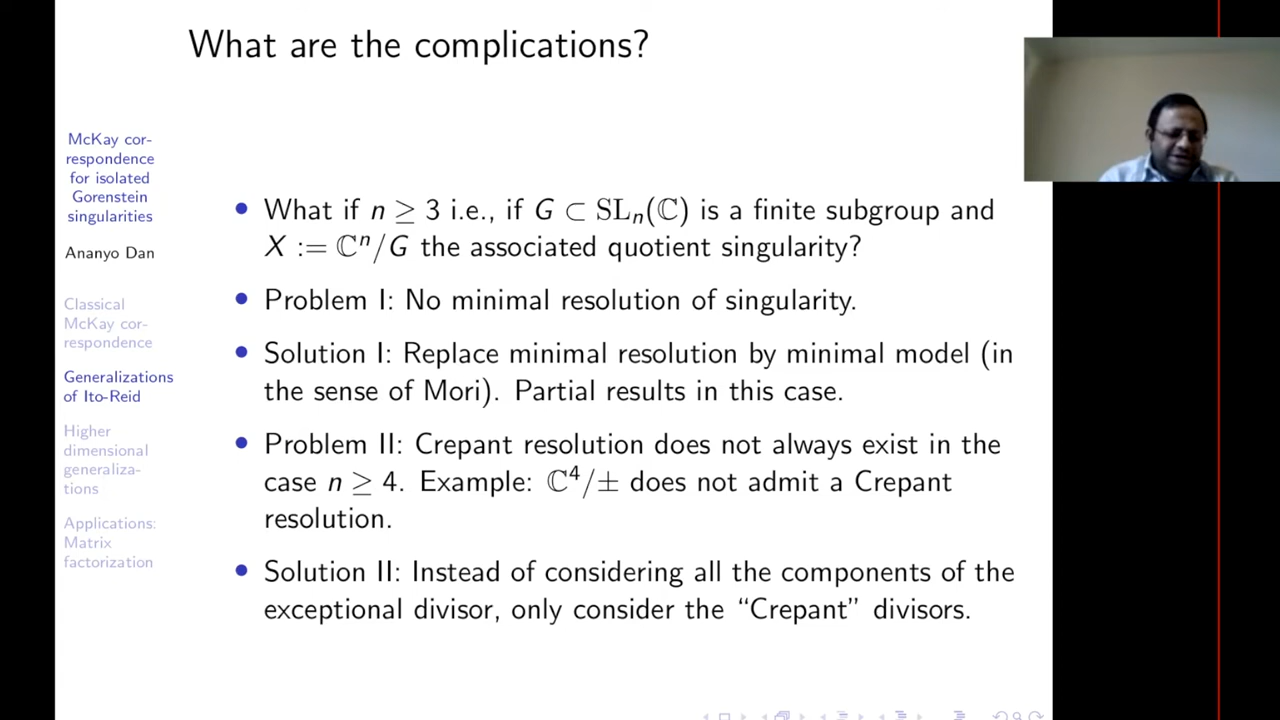 What are the complications?
McKay cor-
respondence
for isolated
Gorenstein
singularities
Ananyo Dan
Classical
McKay cor-
respondence
Generalizations
of Ito-Reid
Higher
dimensional
generaliza-
tions
Applications:
Matrix
factorization
• What if n ≥ 3 i.e., if G ⊂ SLₙ(ℂ) is a finite subgroup and
X := ℂⁿ/G the associated quotient singularity?
• Problem I: No minimal resolution of singularity.
• Solution I: Replace minimal resolution by minimal model (in
the sense of Mori). Partial results in this case.
• Problem II: Crepant resolution does not always exist in the
case n ≥ 4. Example: ℂ⁴/± does not admit a Crepant
resolution.
• Solution II: Instead of considering all the components of the
exceptional divisor, only consider the “Crepant” divisors.